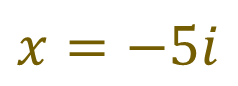 x = −5i